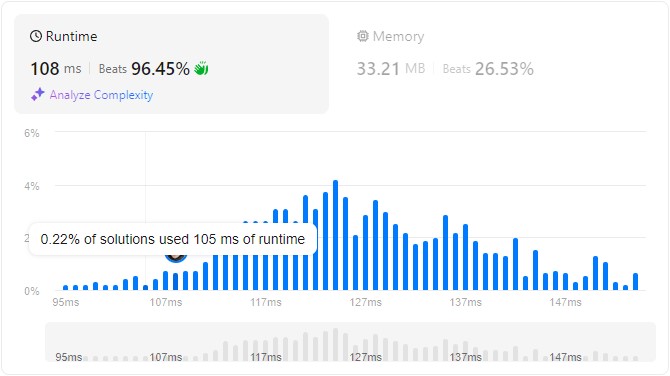 Runtime
108 ms | Beats 96.45%
Analyze Complexity
Memory
33.21 MB | Beats 26.53%
6%
4%
2
0.22% of solutions used 105 ms of runtime
0%
95ms 107ms 117ms 127ms 137ms 147ms
95ms 107ms 117ms 127ms 137ms 147ms